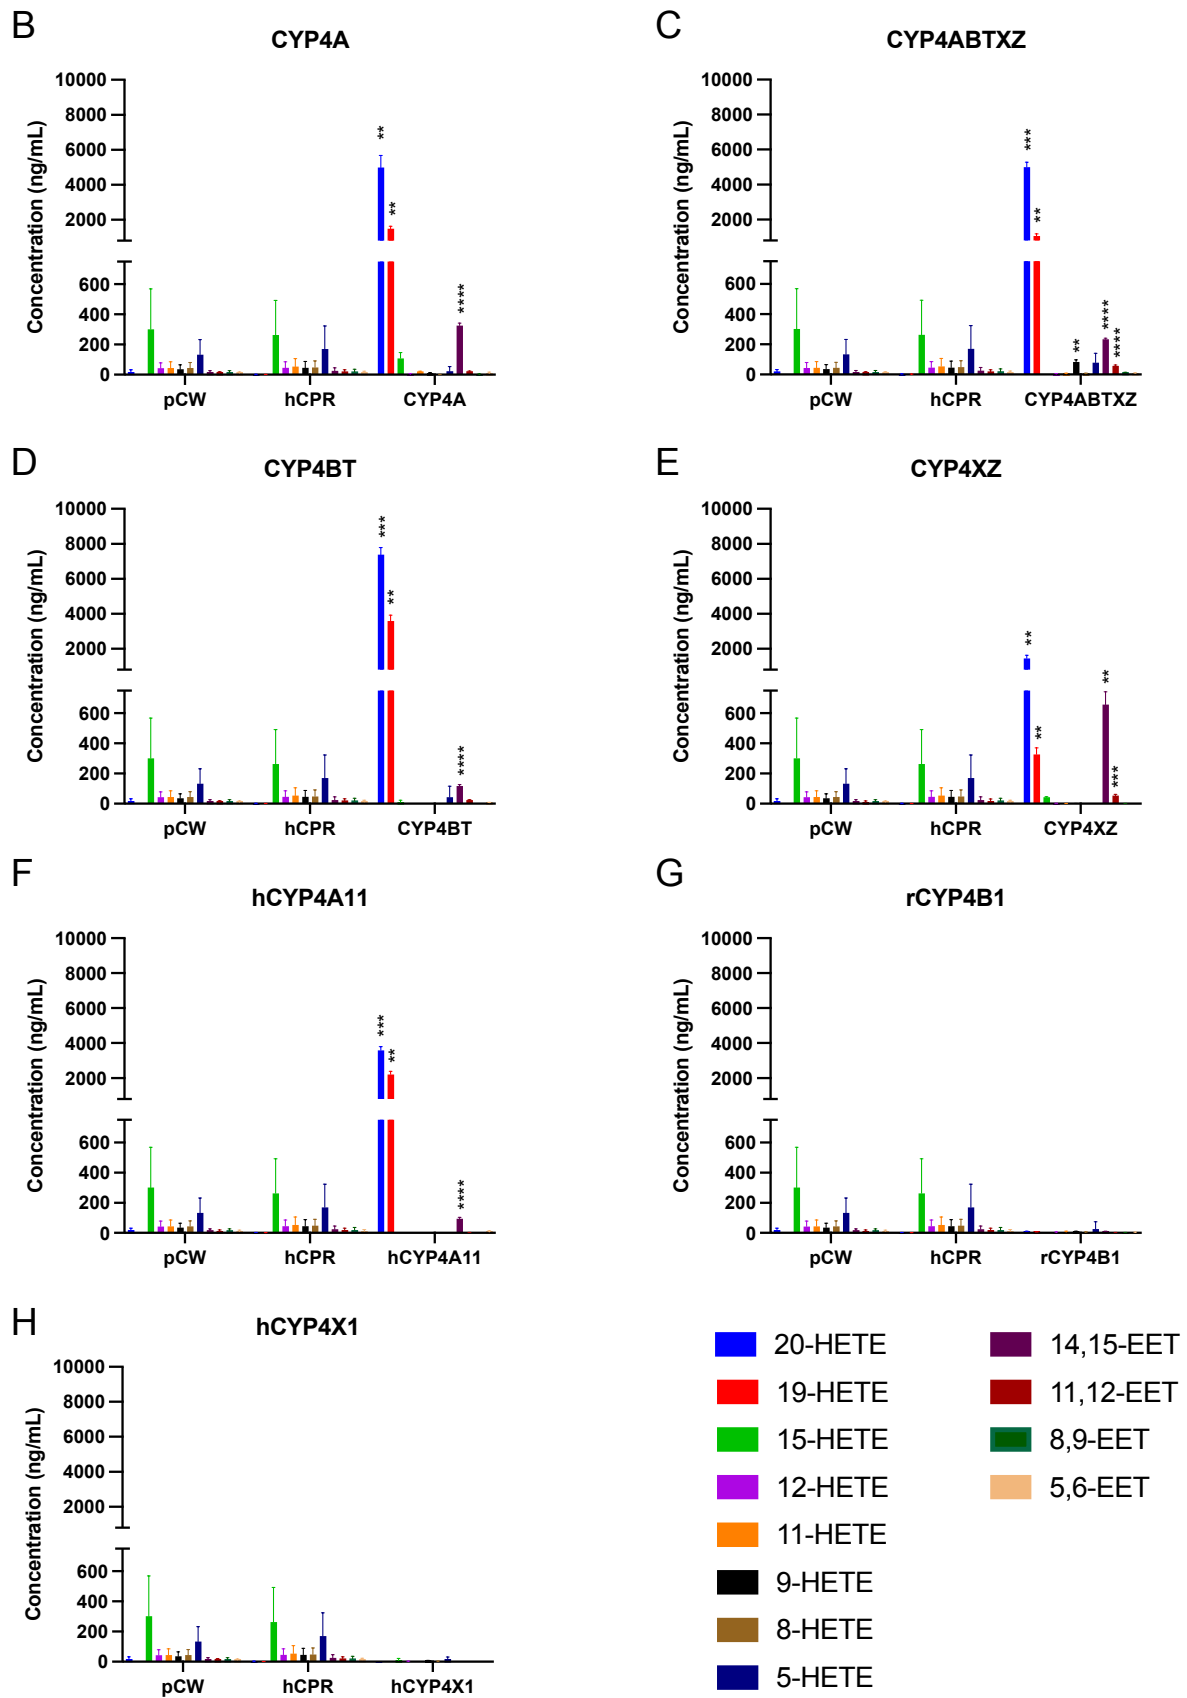 B
CYP4A
Concentration (ng/mL)
10000
8000
6000
4000
2000
600
400
200
0
**
**
****
pCW
hCPR
CYP4A
C
CYP4ABTXZ
Concentration (ng/mL)
10000
8000
6000
4000
2000
600
400
200
0
***
**
**
****
****
pCW
hCPR
CYP4ABTXZ
D
CYP4BT
Concentration (ng/mL)
10000
8000
6000
4000
2000
600
400
200
0
***
**
****
pCW
hCPR
CYP4BT
E
CYP4XZ
Concentration (ng/mL)
10000
8000
6000
4000
2000
600
400
200
0
**
**
**
***
pCW
hCPR
CYP4XZ
F
hCYP4A11
Concentration (ng/mL)
10000
8000
6000
4000
2000
600
400
200
0
***
**
****
pCW
hCPR
hCYP4A11
G
rCYP4B1
Concentration (ng/mL)
10000
8000
6000
4000
2000
600
400
200
0
pCW
hCPR
rCYP4B1
H
hCYP4X1
Concentration (ng/mL)
10000
8000
6000
4000
2000
600
400
200
0
pCW
hCPR
hCYP4X1
20-HETE
19-HETE
15-HETE
12-HETE
11-HETE
9-HETE
8-HETE
5-HETE
14,15-EET
11,12-EET
8,9-EET
5,6-EET